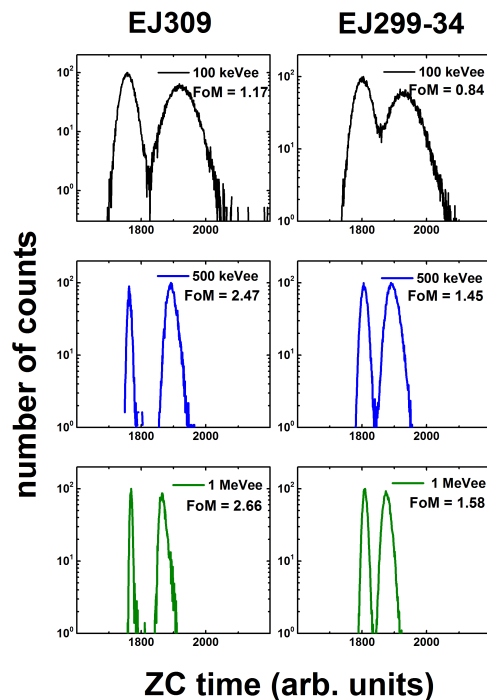 EJ309 EJ299-34
100 keVee
FoM = 1.17
10²
10¹
10⁰
1800 2000
100 keVee
FoM = 0.84
10²
10¹
10⁰
1800 2000
500 keVee
FoM = 2.47
10²
10¹
10⁰
1800 2000
500 keVee
FoM = 1.45
10²
10¹
10⁰
1800 2000
1 MeVee
FoM = 2.66
10²
10¹
10⁰
1800 2000
1 MeVee
FoM = 1.58
10²
10¹
10⁰
1800 2000
number of counts
ZC time (arb. units)